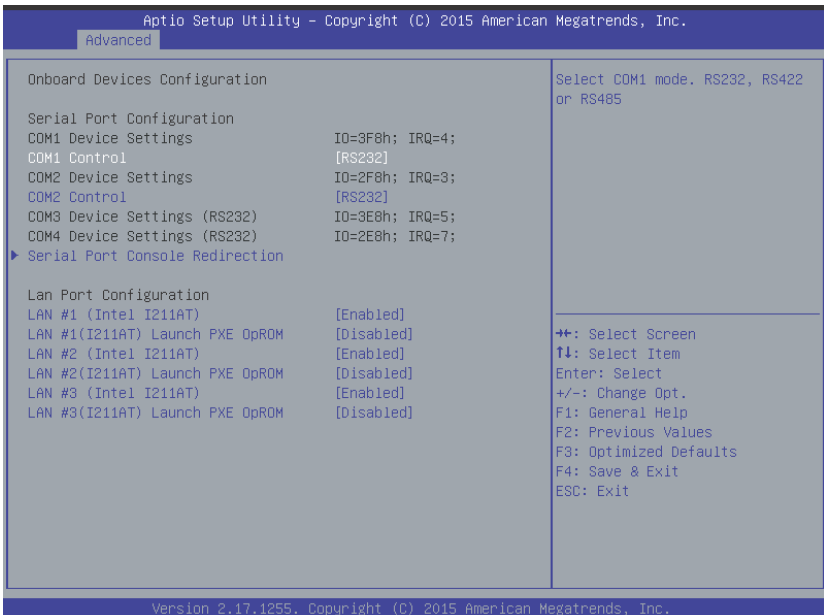 Aptio Setup Utility – Copyright (C) 2015 American Megatrends, Inc.
Advanced
Onboard Devices Configuration
Serial Port Configuration
COM1 Device Settings IO=3F8h; IRQ=4;
COM1 Control [RS232]
COM2 Device Settings IO=2F8h; IRQ=3;
COM2 Control [RS232]
COM3 Device Settings (RS232) IO=3E8h; IRQ=5;
COM4 Device Settings (RS232) IO=2E8h; IRQ=7;
Serial Port Console Redirection
Lan Port Configuration
LAN #1 (Intel I211AT) [Enabled]
LAN #1(I211AT) Launch PXE OpROM [Disabled]
LAN #2 (Intel I211AT) [Enabled]
LAN #2(I211AT) Launch PXE OpROM [Disabled]
LAN #3 (Intel I211AT) [Enabled]
LAN #3(I211AT) Launch PXE OpROM [Disabled]
Select COM1 mode. RS232, RS422
or RS485
→←: Select Screen
↑↓: Select Item
Enter: Select
+/-: Change Opt.
F1: General Help
F2: Previous Values
F3: Optimized Defaults
F4: Save & Exit
ESC: Exit
Version 2.17.1255. Copyright (C) 2015 American Megatrends, Inc.